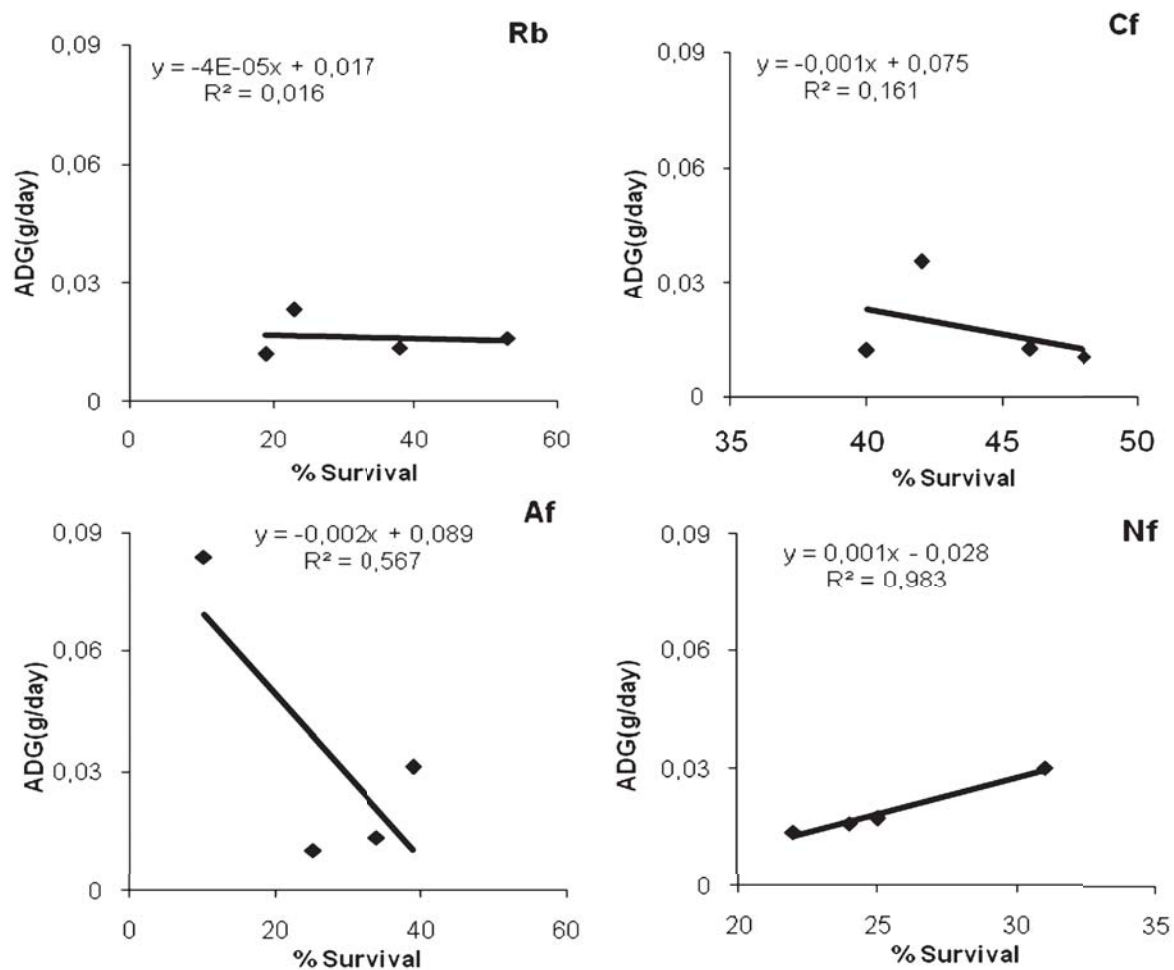 Rb
y = -4E-05x + 0,017
R² = 0,016
ADG(g/day)
0,09
0,06
0,03
0
0 20 40 60
% Survival
Cf
y = -0,001x + 0,075
R² = 0,161
ADG(g/day)
0,09
0,06
0,03
0
35 40 45 50
% Survival
Af
y = -0,002x + 0,089
R² = 0,567
ADG(g/day)
0,09
0,06
0,03
0
0 20 40 60
% Survival
Nf
y = 0,001x - 0,028
R² = 0,983
ADG(g/day)
0,09
0,06
0,03
0
20 25 30 35
% Survival